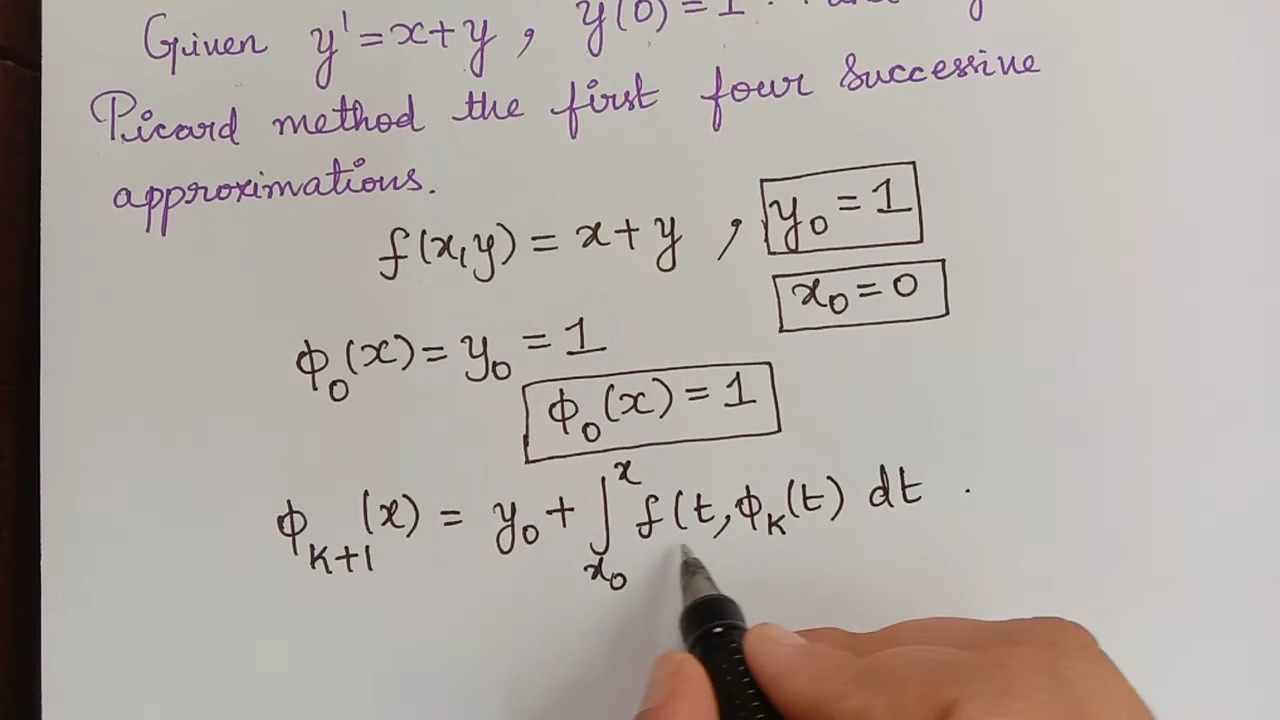 Given y' = x+y , y(0) = 1 .
Picard method the first four successive
approximations.
f(x,y) = x+y , y₀ = 1
x₀ = 0
ϕ₀(x) = y₀ = 1
ϕ₀(x) = 1
ϕₖ₊₁(x) = y₀ + ∫ₓ₀ˣ f(t,ϕₖ(t) dt .